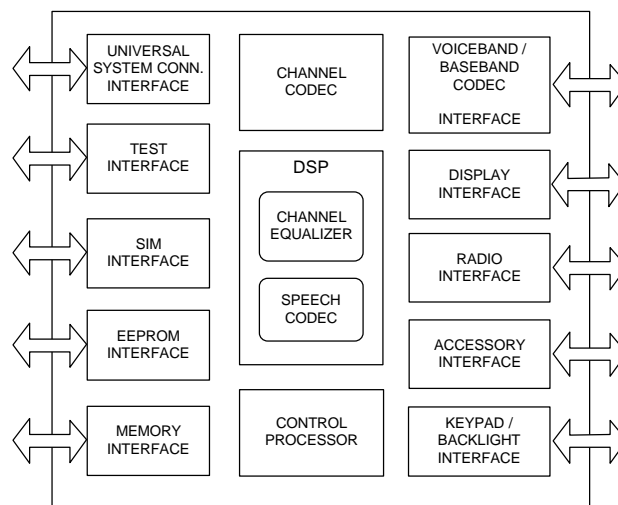 UNIVERSAL
SYSTEM CONN.
INTERFACE
TEST
INTERFACE
SIM
INTERFACE
EEPROM
INTERFACE
MEMORY
INTERFACE
CHANNEL
CODEC
DSP
CHANNEL
EQUALIZER
SPEECH
CODEC
CONTROL
PROCESSOR
VOICEBAND /
BASEBAND
CODEC
INTERFACE
DISPLAY
INTERFACE
RADIO
INTERFACE
ACCESSORY
INTERFACE
KEYPAD /
BACKLIGHT
INTERFACE